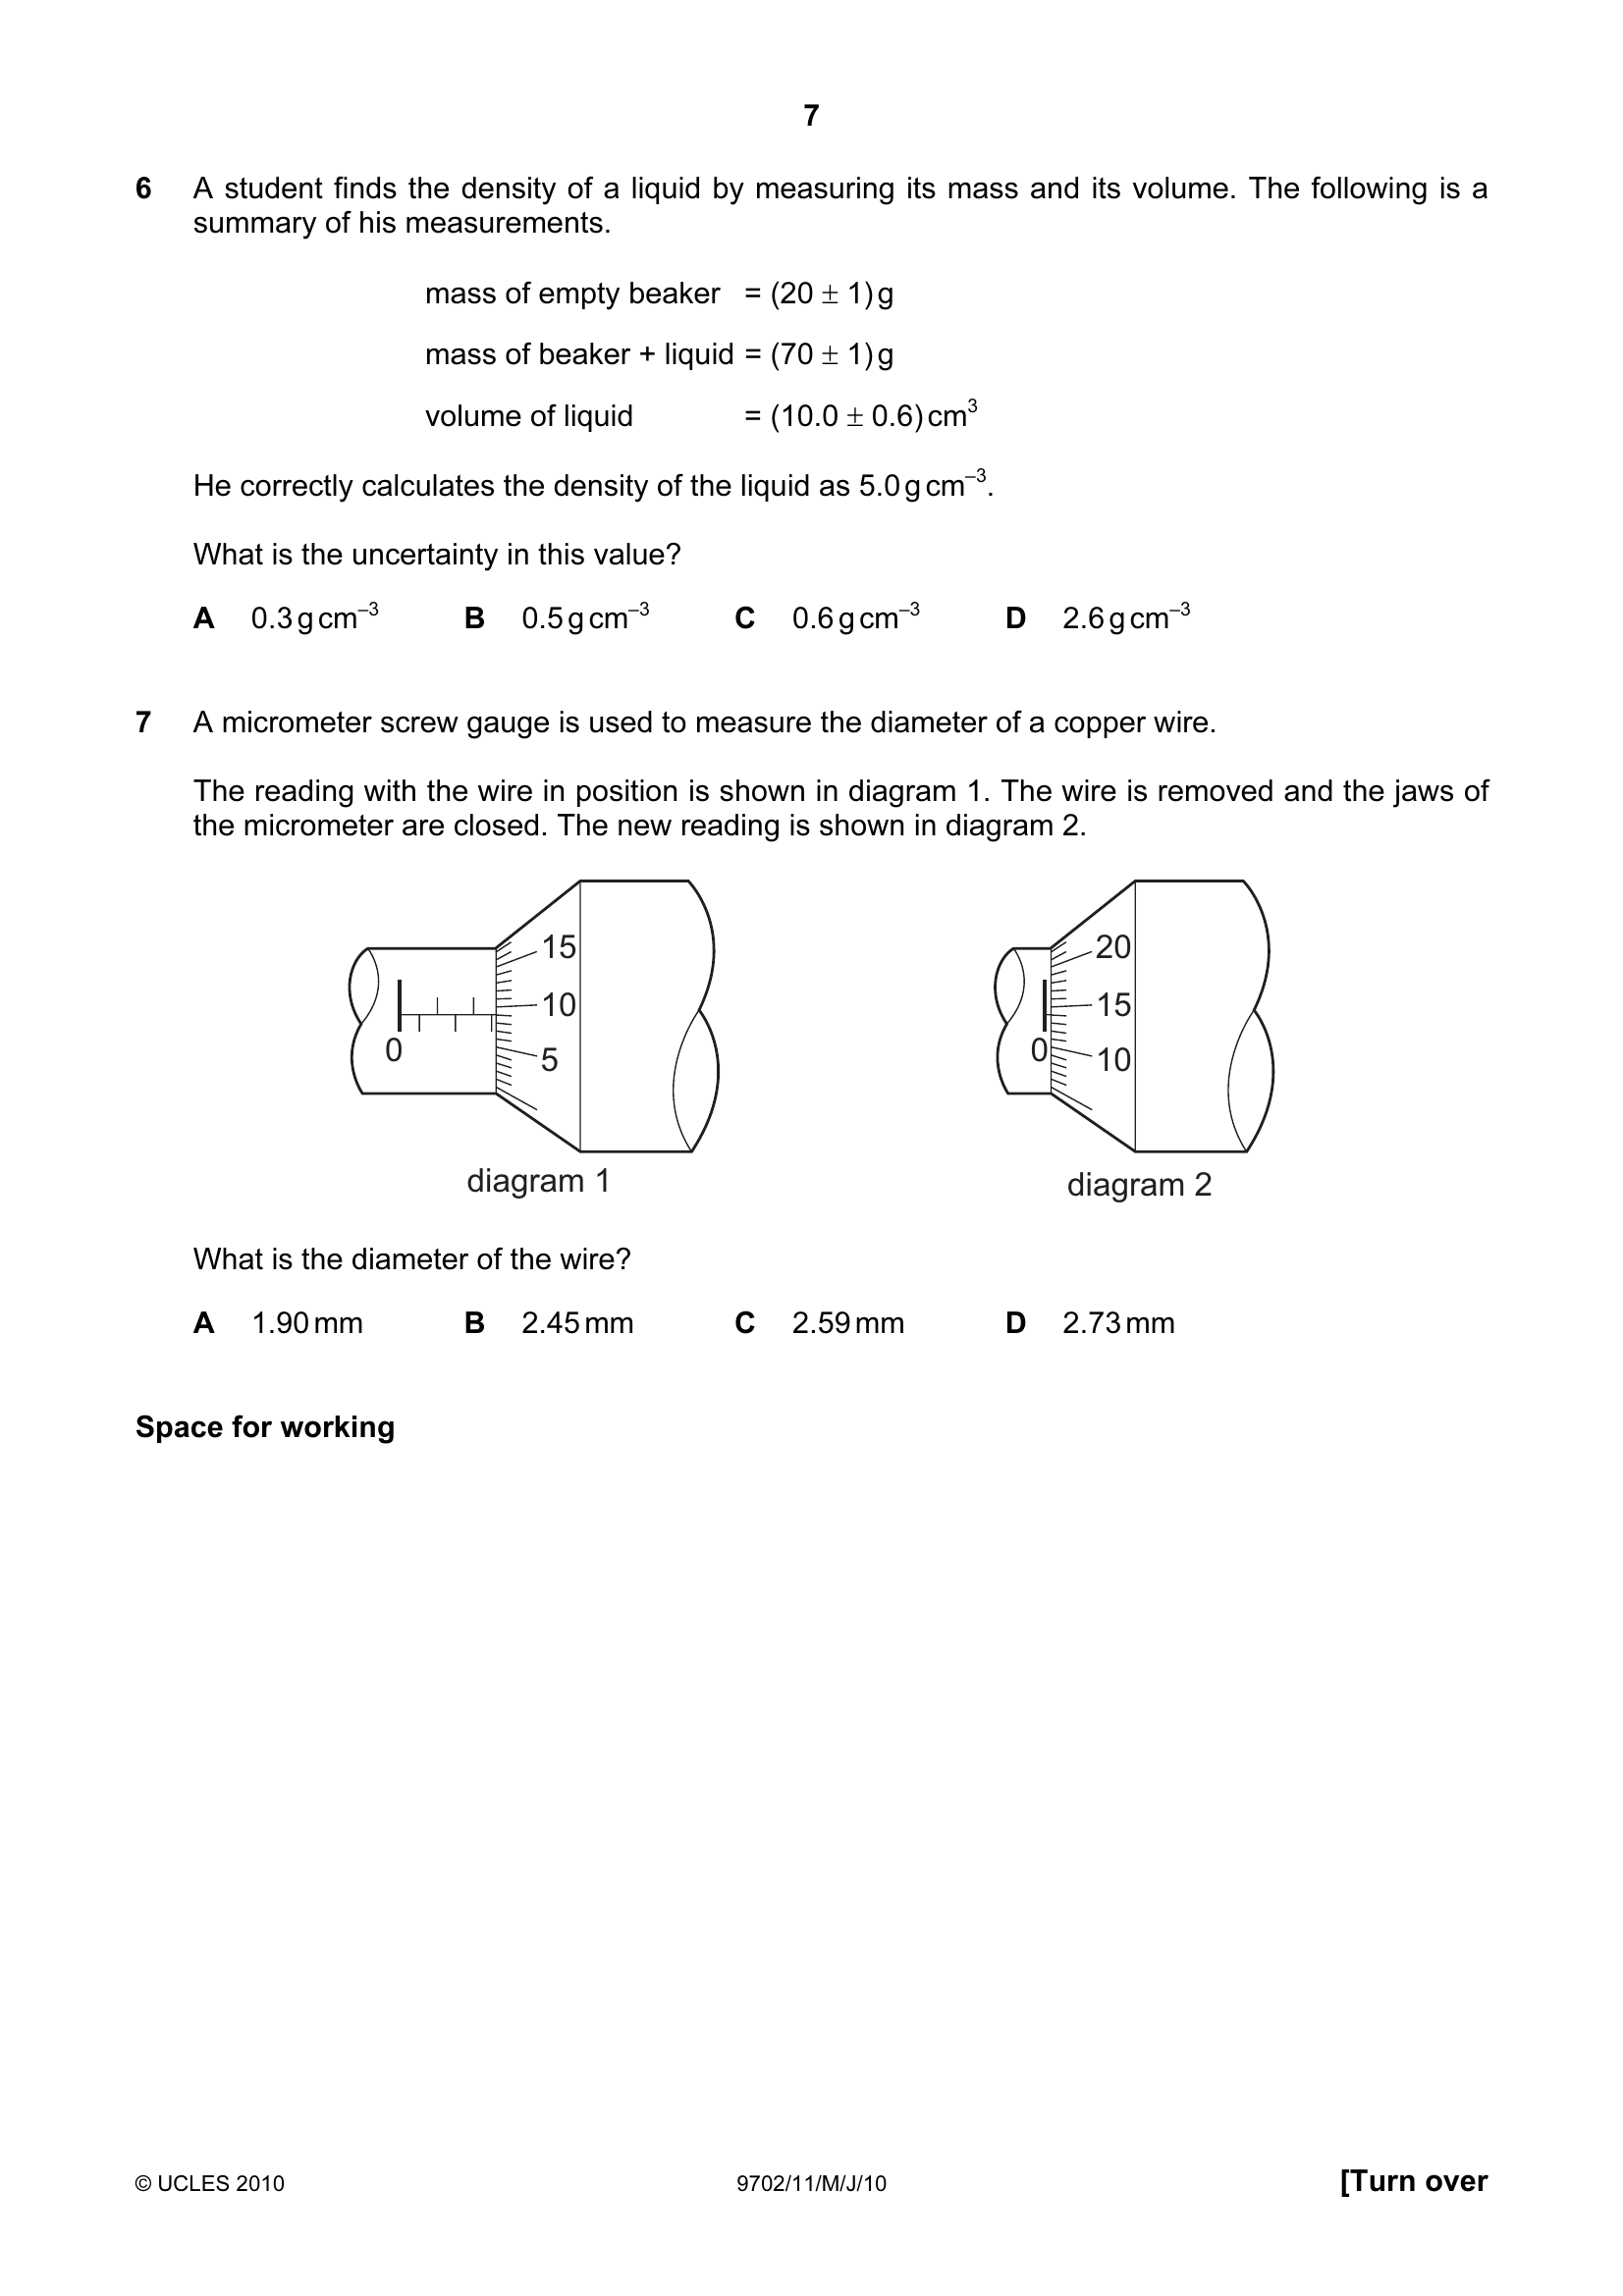 7
6 A student finds the density of a liquid by measuring its mass and its volume. The following is a
summary of his measurements.
mass of empty beaker = (20 ± 1) g
mass of beaker + liquid = (70 ± 1) g
volume of liquid = (10.0 ± 0.6) cm³
He correctly calculates the density of the liquid as 5.0 g cm⁻³.
What is the uncertainty in this value?
A 0.3 g cm⁻³ B 0.5 g cm⁻³ C 0.6 g cm⁻³ D 2.6 g cm⁻³
7 A micrometer screw gauge is used to measure the diameter of a copper wire.
The reading with the wire in position is shown in diagram 1. The wire is removed and the jaws of
the micrometer are closed. The new reading is shown in diagram 2.
15
10
0
5
diagram 1
20
15
0
10
diagram 2
What is the diameter of the wire?
A 1.90 mm B 2.45 mm C 2.59 mm D 2.73 mm
Space for working
© UCLES 2010 9702/11/M/J/10 [Turn over